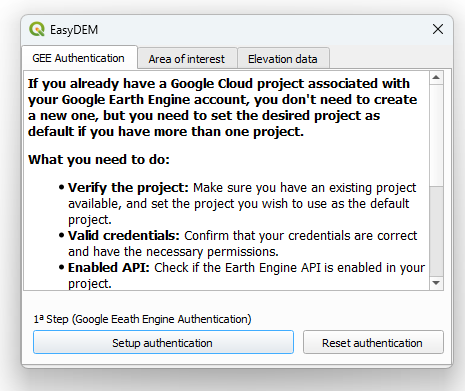 EasyDEM
GEE Authentication
Area of interest
Elevation data
If you already have a Google Cloud project associated with
your Google Earth Engine account, you don't need to create
a new one, but you need to set the desired project as
default if you have more than one project.
What you need to do:
• Verify the project: Make sure you have an existing project
available, and set the project you wish to use as the default
project.
• Valid credentials: Confirm that your credentials are correct
and have the necessary permissions.
• Enabled API: Check if the Earth Engine API is enabled in your
project.
1ª Step (Google Eeath Engine Authentication)
Setup authentication
Reset authentication